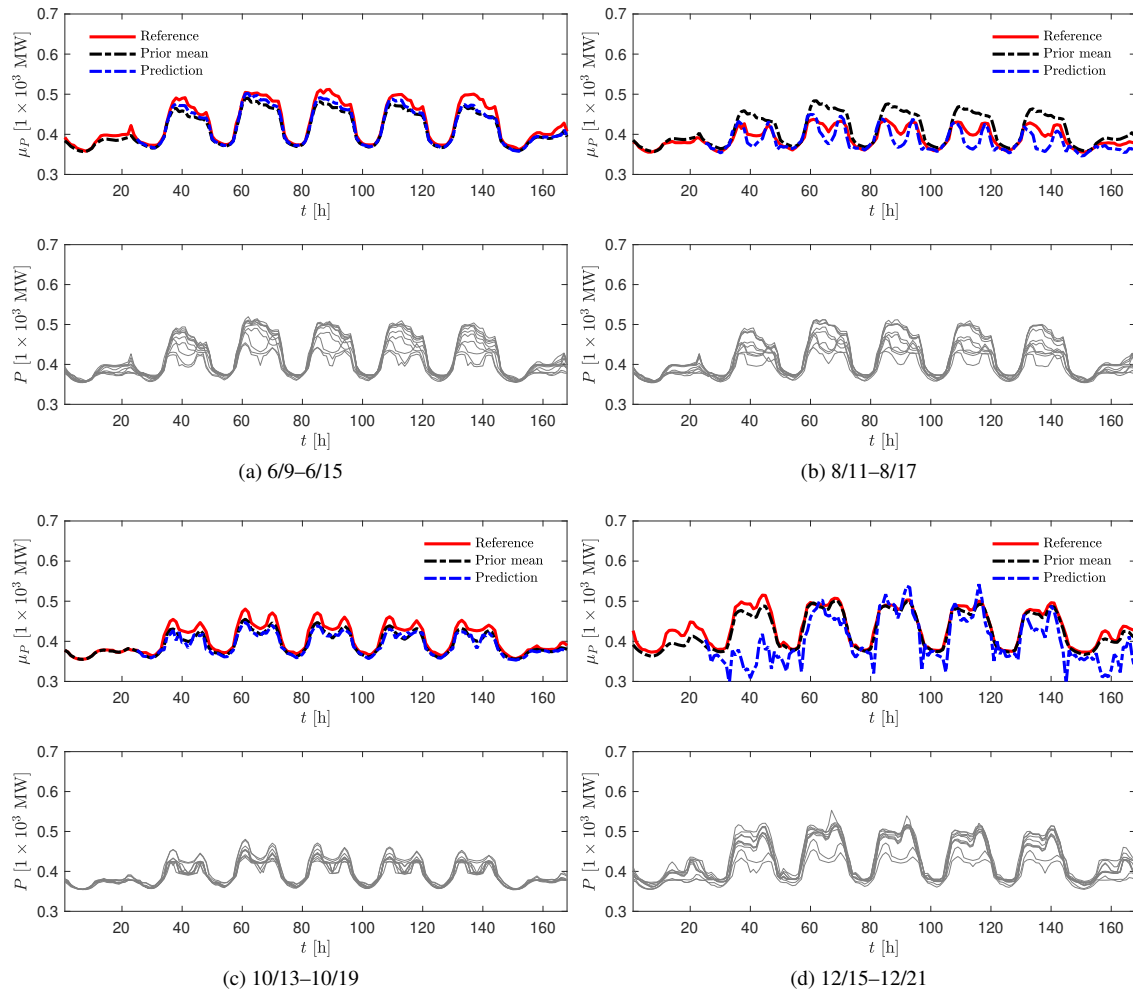 0.7
0.6
0.5
0.4
0.3
μ_P [1 × 10³ MW]
Reference
Prior mean
Prediction
20 40 60 80 100 120 140 160
t [h]
0.7
0.6
0.5
0.4
0.3
μ_P [1 × 10³ MW]
Reference
Prior mean
Prediction
20 40 60 80 100 120 140 160
t [h]
0.7
0.6
0.5
0.4
0.3
P [1 × 10³ MW]
20 40 60 80 100 120 140 160
t [h]
(a) 6/9–6/15
0.7
0.6
0.5
0.4
0.3
P [1 × 10³ MW]
20 40 60 80 100 120 140 160
t [h]
(b) 8/11–8/17
0.7
0.6
0.5
0.4
0.3
μ_P [1 × 10³ MW]
Reference
Prior mean
Prediction
20 40 60 80 100 120 140 160
t [h]
0.7
0.6
0.5
0.4
0.3
μ_P [1 × 10³ MW]
Reference
Prior mean
Prediction
20 40 60 80 100 120 140 160
t [h]
0.7
0.6
0.5
0.4
0.3
P [1 × 10³ MW]
20 40 60 80 100 120 140 160
t [h]
(c) 10/13–10/19
0.7
0.6
0.5
0.4
0.3
P [1 × 10³ MW]
20 40 60 80 100 120 140 160
t [h]
(d) 12/15–12/21